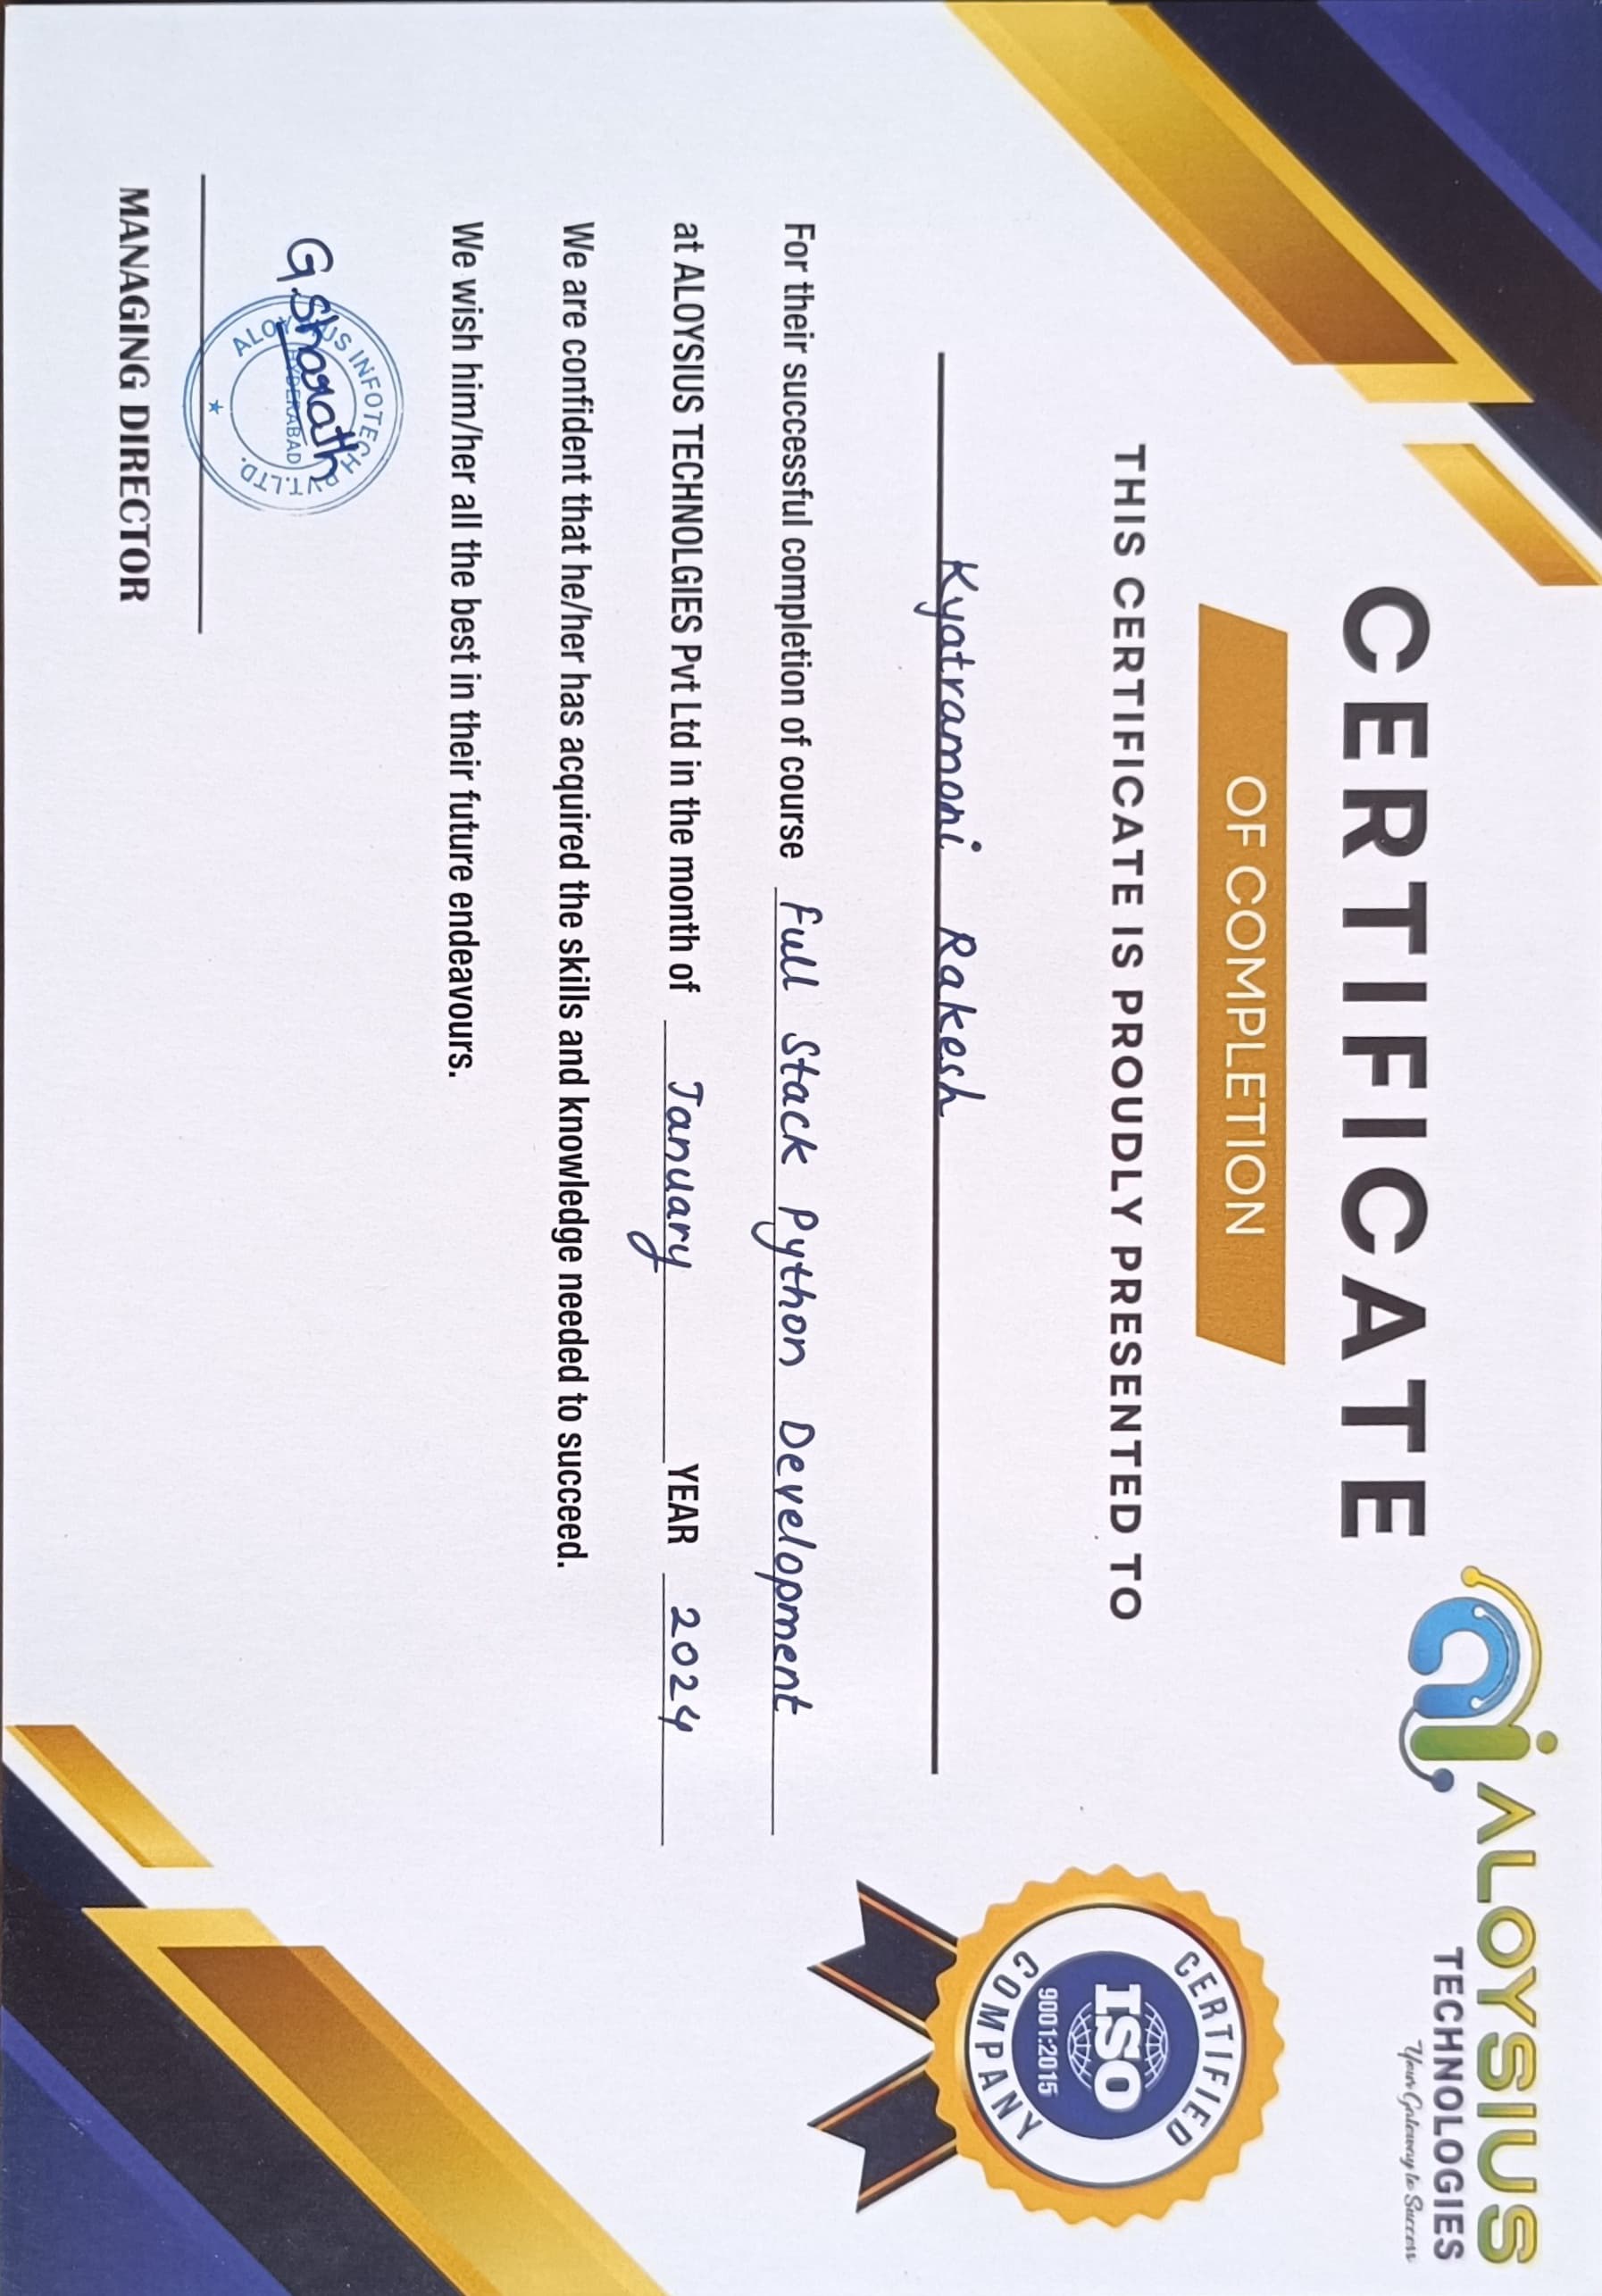 ai ALOYSIUS
TECHNOLOGIES
Your Gateway to Success
CERTIFICATE
OF COMPLETION
THIS CERTIFICATE IS PROUDLY PRESENTED TO
CERTIFIED
ISO
9001:2015
COMPANY
Kyatramoni Rakesh
For their successful completion of course Full Stack Python Development
at ALOYSIUS TECHNOLGIES Pvt Ltd in the month of January YEAR 2024
We are confident that he/her has acquired the skills and knowledge needed to succeed.
We wish him/her all the best in their future endeavours.
G.Sharath
ALOYSIUS INFOTECH PVT.LTD.
HYDERABAD
MANAGING DIRECTOR